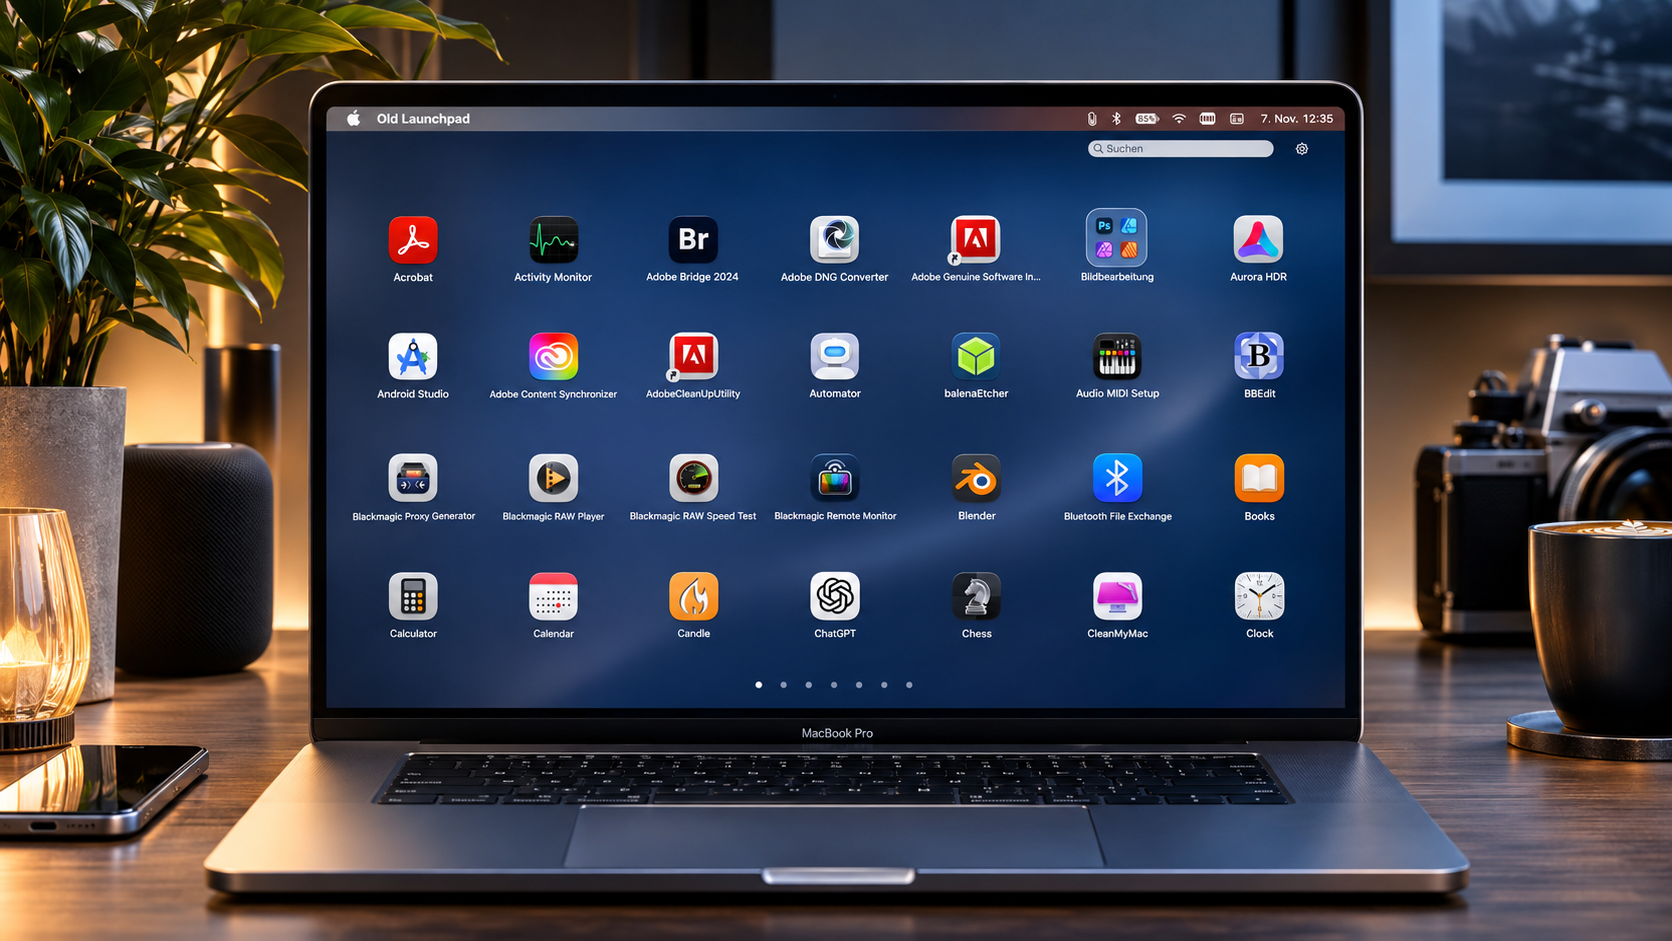 Old Launchpad
85%
7. Nov. 12:35
Suchen
Acrobat
Activity Monitor
Br
Adobe Bridge 2024
Adobe DNG Converter
Adobe Genuine Software In...
Ps
Bildbearbeitung
Aurora HDR
Android Studio
Adobe Content Synchronizer
AdobeCleanUpUtility
Automator
balenaEtcher
Audio MIDI Setup
B
BBEdit
Blackmagic Proxy Generator
Blackmagic RAW Player
Blackmagic RAW Speed Test
Blackmagic Remote Monitor
Blender
Bluetooth File Exchange
Books
Calculator
Calendar
Candle
ChatGPT
Chess
CleanMyMac
Clock
MacBook Pro